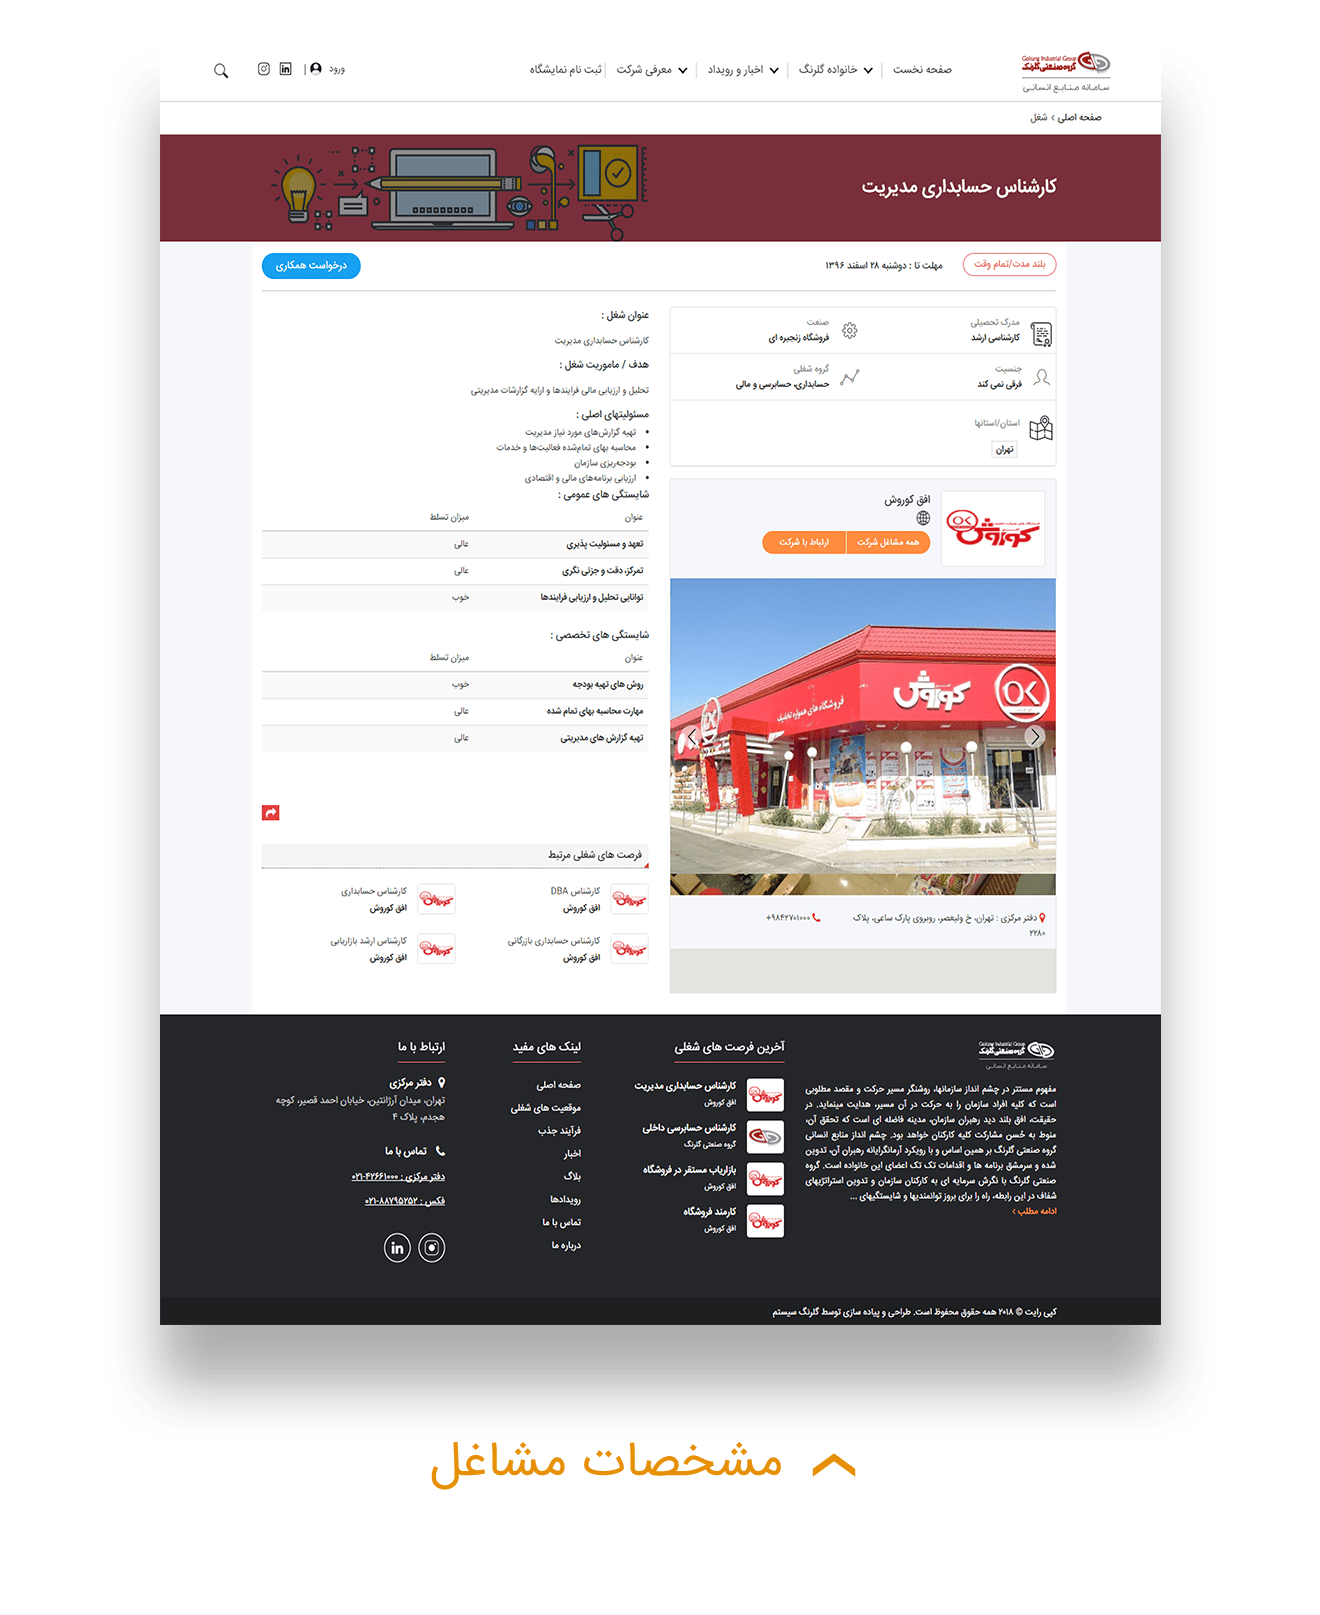 Golrang Industrial Group
گروه صنعتی گلرنگ
سامانه منابع انسانی
صفحه نخست
خانواده گلرنگ
اخبار و رویداد
معرفی شرکت
ثبت نام نمایشگاه
ورود
صفحه اصلی › شغل
کارشناس حسابداری مدیریت
بلند مدت/تمام وقت
مهلت تا : دوشنبه ۲۸ اسفند ۱۳۹۶
درخواست همکاری
مدرک تحصیلی
کارشناسی ارشد
صنعت
فروشگاه زنجیره ای
جنسیت
فرقی نمی کند
گروه شغلی
حسابداری، حسابرسی و مالی
استان/استانها
تهران
افق کوروش
همه مشاغل شرکت
ارتباط با شرکت
OK
کوروش
فروشگاه های همواره تخفیف
کوروش
OK
دفتر مرکزی : تهران، خ ولیعصر، روبروی پارک ساعی، پلاک
۲۲۸۰
+۹۸۴۲۷۰۱۰۰۰
عنوان شغل :
کارشناس حسابداری مدیریت
هدف / ماموریت شغل :
تحلیل و ارزیابی مالی فرایندها و ارایه گزارشات مدیریتی
مسئولیتهای اصلی :
تهیه گزارش‌های مورد نیاز مدیریت
محاسبه بهای تمام‌شده فعالیت‌ها و خدمات
بودجه‌ریزی سازمان
ارزیابی برنامه‌های مالی و اقتصادی
شایستگی های عمومی :
عنوان میزان تسلط
تعهد و مسئولیت پذیری عالی
تمرکز، دقت و جزئی نگری عالی
توانایی تحلیل و ارزیابی فرایندها خوب
شایستگی های تخصصی :
عنوان میزان تسلط
روش های تهیه بودجه خوب
مهارت محاسبه بهای تمام شده عالی
تهیه گزارش های مدیریتی عالی
فرصت های شغلی مرتبط
کارشناس DBA
افق کوروش
کارشناس حسابداری
افق کوروش
کارشناس حسابداری بازرگانی
افق کوروش
کارشناس ارشد بازاریابی
افق کوروش
Golrang Industrial Group
گروه صنعتی گلرنگ
سامانه منابع انسانی
مفهوم مستتر در چشم انداز سازمانها، روشنگر مسیر حرکت و مقصد مطلوبی
است که کلیه افراد سازمان را به حرکت در آن مسیر، هدایت مینماید. در
حقیقت، افق بلند دید رهبران سازمان، مدینه فاضله ای است که تحقق آن،
منوط به حُسن مشارکت کلیه کارکنان خواهد بود. چشم انداز منابع انسانی
گروه صنعتی گلرنگ بر همین اساس و با رویکرد آرمانگرایانه رهبران آن، تدوین
شده و سرمشق برنامه ها و اقدامات تک تک اعضای این خانواده است. گروه
صنعتی گلرنگ با نگرش سرمایه ای به کارکنان سازمان و تدوین استراتژیهای
شفاف در این رابطه، راه را برای بروز توانمندیها و شایستگیهای ...
ادامه مطلب ›
آخرین فرصت های شغلی
کارشناس حسابداری مدیریت
افق کوروش
کارشناس حسابرسی داخلی
گروه صنعتی گلرنگ
بازاریاب مستقر در فروشگاه
افق کوروش
کارمند فروشگاه
افق کوروش
لینک های مفید
صفحه اصلی
موقعیت های شغلی
فرآیند جذب
اخبار
بلاگ
رویدادها
تماس با ما
درباره ما
ارتباط با ما
دفتر مرکزی
تهران، میدان آرژانتین، خیابان احمد قصیر، کوچه
هجدهم، پلاک ۴
تماس با ما
دفتر مرکزی : ۰۲۱-۴۲۶۶۱۰۰۰
فکس : ۰۲۱-۸۸۷۹۵۲۵۲
کپی رایت © ۲۰۱۸ همه حقوق محفوظ است. طراحی و پیاده سازی توسط گلرنگ سیستم
مشخصات مشاغل